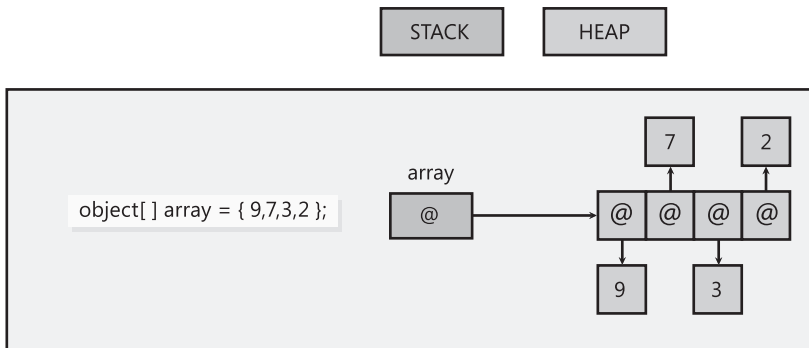 STACK
HEAP
7
2
array
object[ ] array = { 9,7,3,2 };
@
@ @ @ @
9
3